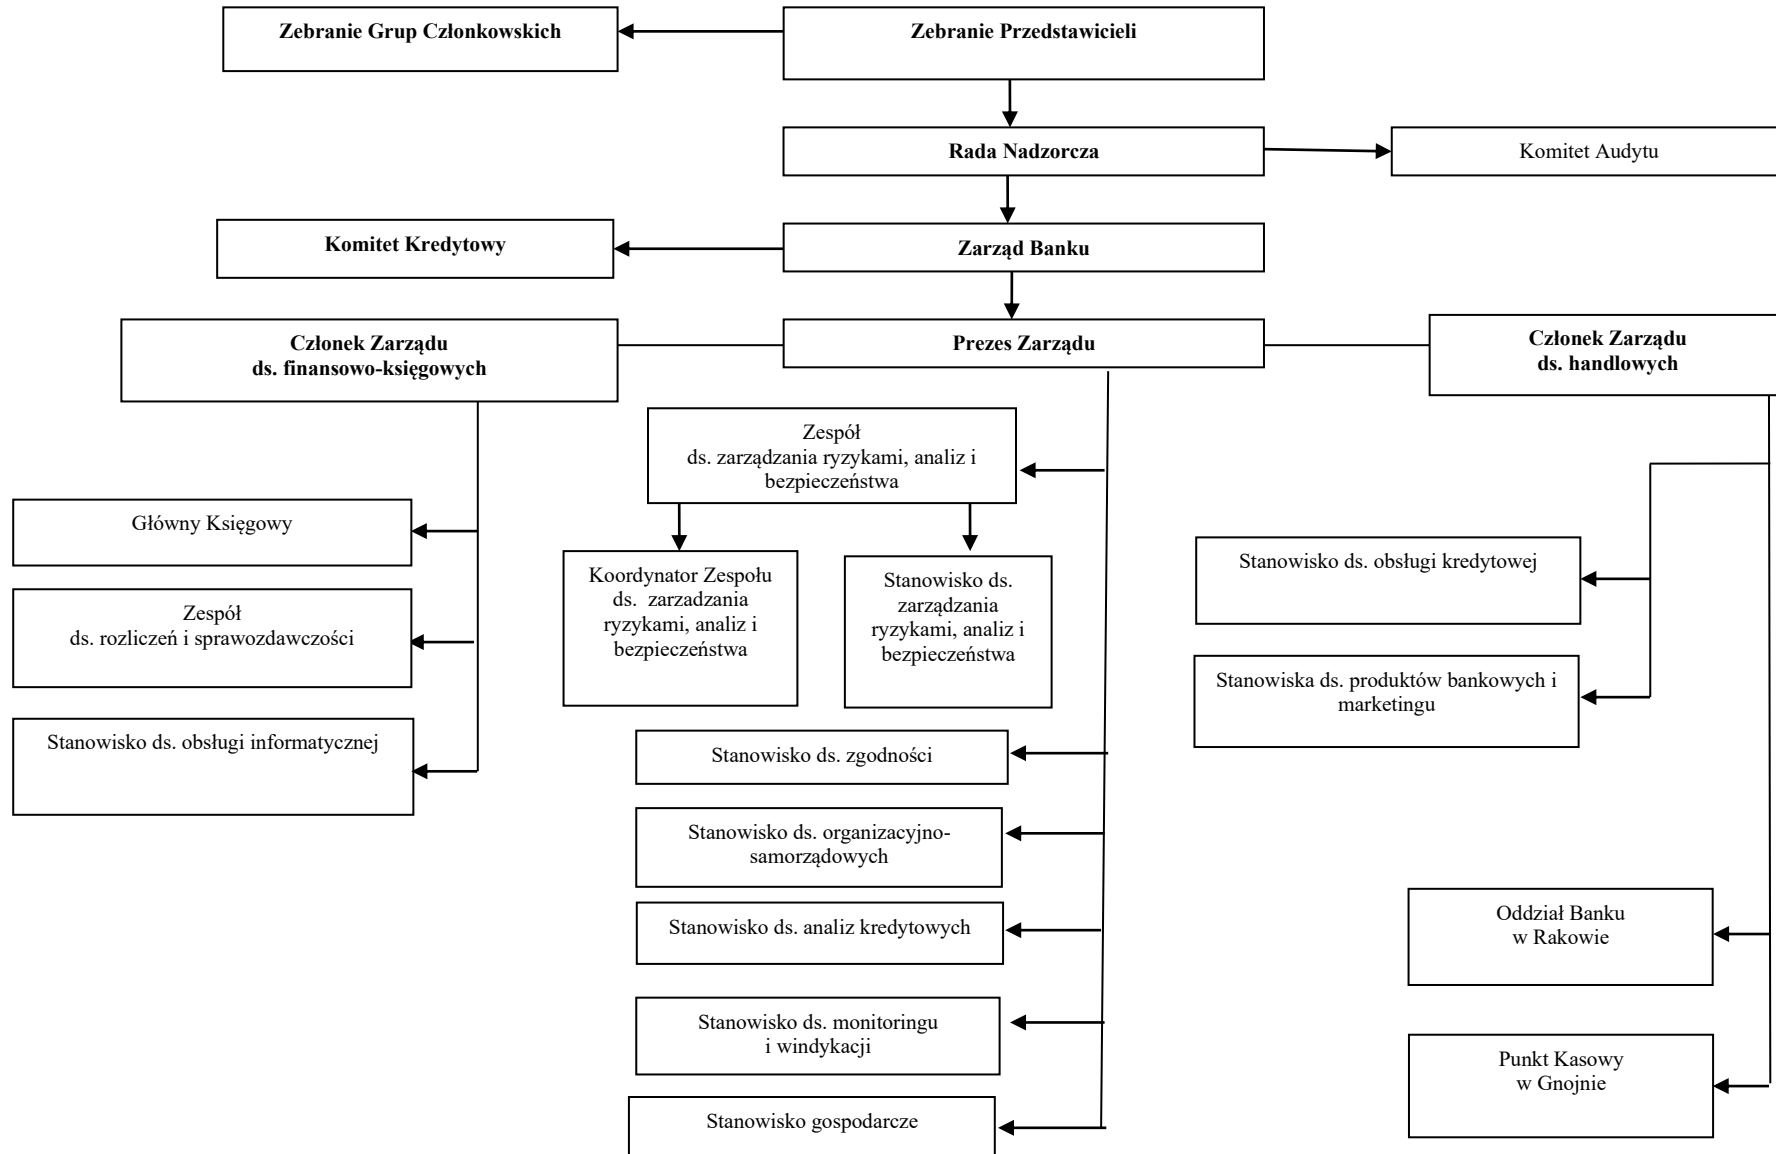 Zebranie Grup Członkowskich
Zebranie Przedstawicieli
Rada Nadzorcza
Komitet Audytu
Komitet Kredytowy
Zarząd Banku
Członek Zarządu
ds. finansowo-księgowych
Prezes Zarządu
Członek Zarządu
ds. handlowych
Zespół
ds. zarządzania ryzykami, analiz i
bezpieczeństwa
Główny Księgowy
Zespół
ds. rozliczeń i sprawozdawczości
Stanowisko ds. obsługi informatycznej
Koordynator Zespołu
ds. zarzadzania
ryzykami, analiz i
bezpieczeństwa
Stanowisko ds.
zarządzania
ryzykami, analiz i
bezpieczeństwa
Stanowisko ds. obsługi kredytowej
Stanowiska ds. produktów bankowych i
marketingu
Stanowisko ds. zgodności
Stanowisko ds. organizacyjno-
samorządowych
Stanowisko ds. analiz kredytowych
Stanowisko ds. monitoringu
i windykacji
Stanowisko gospodarcze
Oddział Banku
w Rakowie
Punkt Kasowy
w Gnojnie